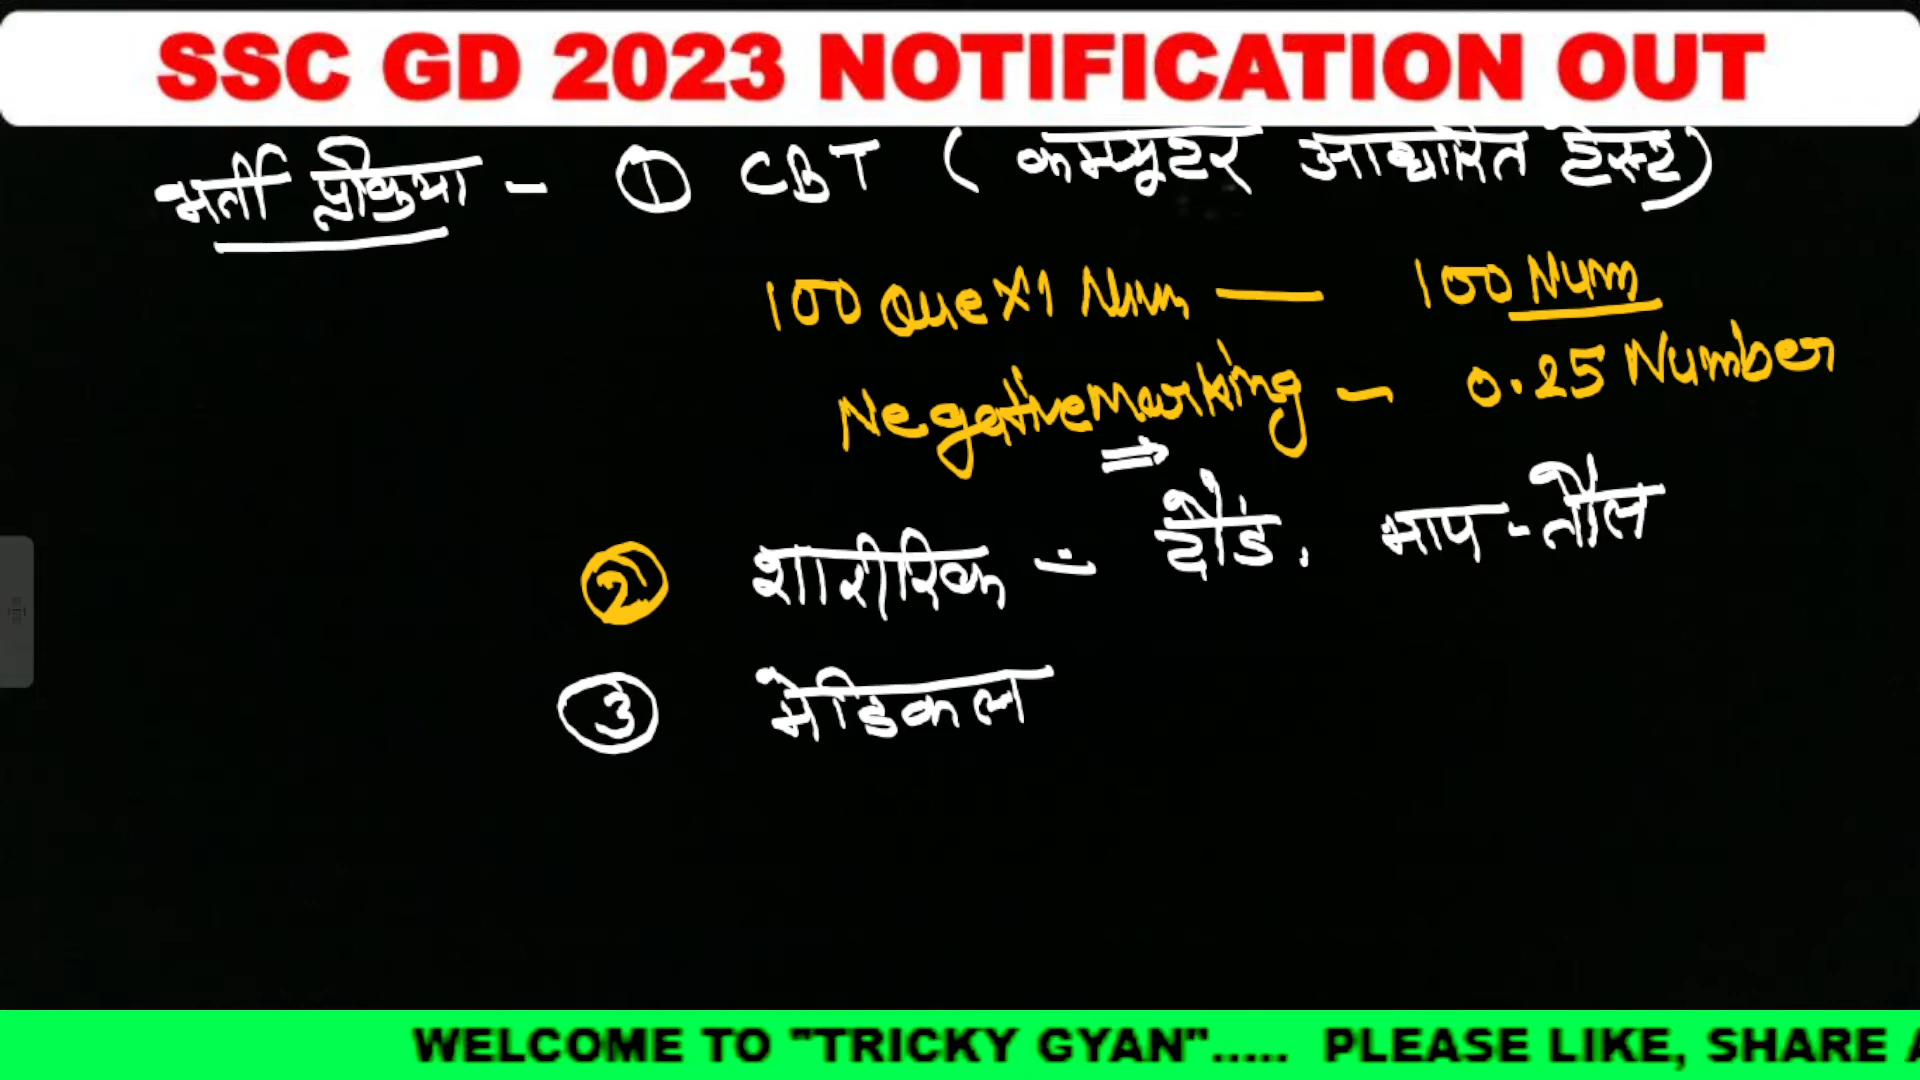 SSC GD 2023 NOTIFICATION OUT
भर्ती प्रक्रिया - ① CBT ( कम्प्यूटर आधारित टेस्ट)
100 Que X1 Num — 100 Num
Negative Marking - 0.25 Number
⇒
② शारीरिक :- दौड़, माप-तौल
③ मेडिकल
WELCOME TO "TRICKY GYAN"..... PLEASE LIKE, SHARE A